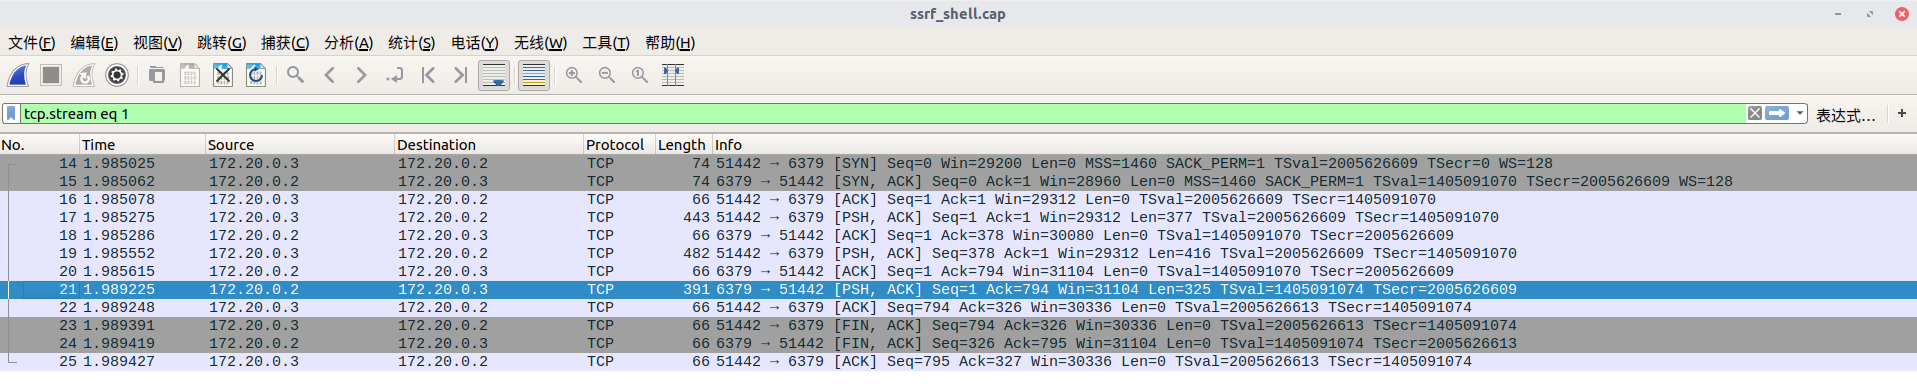 ssrf_shell.cap
文件(F) 编辑(E) 视图(V) 跳转(G) 捕获(C) 分析(A) 统计(S) 电话(Y) 无线(W) 工具(T) 帮助(H)
tcp.stream eq 1 表达式… +
No. Time Source Destination Protocol Length Info
14 1.985025 172.20.0.3 172.20.0.2 TCP 74 51442 → 6379 [SYN] Seq=0 Win=29200 Len=0 MSS=1460 SACK_PERM=1 TSval=2005626609 TSecr=0 WS=128
15 1.985062 172.20.0.2 172.20.0.3 TCP 74 6379 → 51442 [SYN, ACK] Seq=0 Ack=1 Win=28960 Len=0 MSS=1460 SACK_PERM=1 TSval=1405091070 TSecr=2005626609 WS=128
16 1.985078 172.20.0.3 172.20.0.2 TCP 66 51442 → 6379 [ACK] Seq=1 Ack=1 Win=29312 Len=0 TSval=2005626609 TSecr=1405091070
17 1.985275 172.20.0.3 172.20.0.2 TCP 443 51442 → 6379 [PSH, ACK] Seq=1 Ack=1 Win=29312 Len=377 TSval=2005626609 TSecr=1405091070
18 1.985286 172.20.0.2 172.20.0.3 TCP 66 6379 → 51442 [ACK] Seq=1 Ack=378 Win=30080 Len=0 TSval=1405091070 TSecr=2005626609
19 1.985552 172.20.0.3 172.20.0.2 TCP 482 51442 → 6379 [PSH, ACK] Seq=378 Ack=1 Win=29312 Len=416 TSval=2005626609 TSecr=1405091070
20 1.985615 172.20.0.2 172.20.0.3 TCP 66 6379 → 51442 [ACK] Seq=1 Ack=794 Win=31104 Len=0 TSval=1405091070 TSecr=2005626609
21 1.989225 172.20.0.2 172.20.0.3 TCP 391 6379 → 51442 [PSH, ACK] Seq=1 Ack=794 Win=31104 Len=325 TSval=1405091074 TSecr=2005626609
22 1.989248 172.20.0.3 172.20.0.2 TCP 66 51442 → 6379 [ACK] Seq=794 Ack=326 Win=30336 Len=0 TSval=2005626613 TSecr=1405091074
23 1.989391 172.20.0.3 172.20.0.2 TCP 66 51442 → 6379 [FIN, ACK] Seq=794 Ack=326 Win=30336 Len=0 TSval=2005626613 TSecr=1405091074
24 1.989419 172.20.0.2 172.20.0.3 TCP 66 6379 → 51442 [FIN, ACK] Seq=326 Ack=795 Win=31104 Len=0 TSval=1405091074 TSecr=2005626613
25 1.989427 172.20.0.3 172.20.0.2 TCP 66 51442 → 6379 [ACK] Seq=795 Ack=327 Win=30336 Len=0 TSval=2005626613 TSecr=1405091074